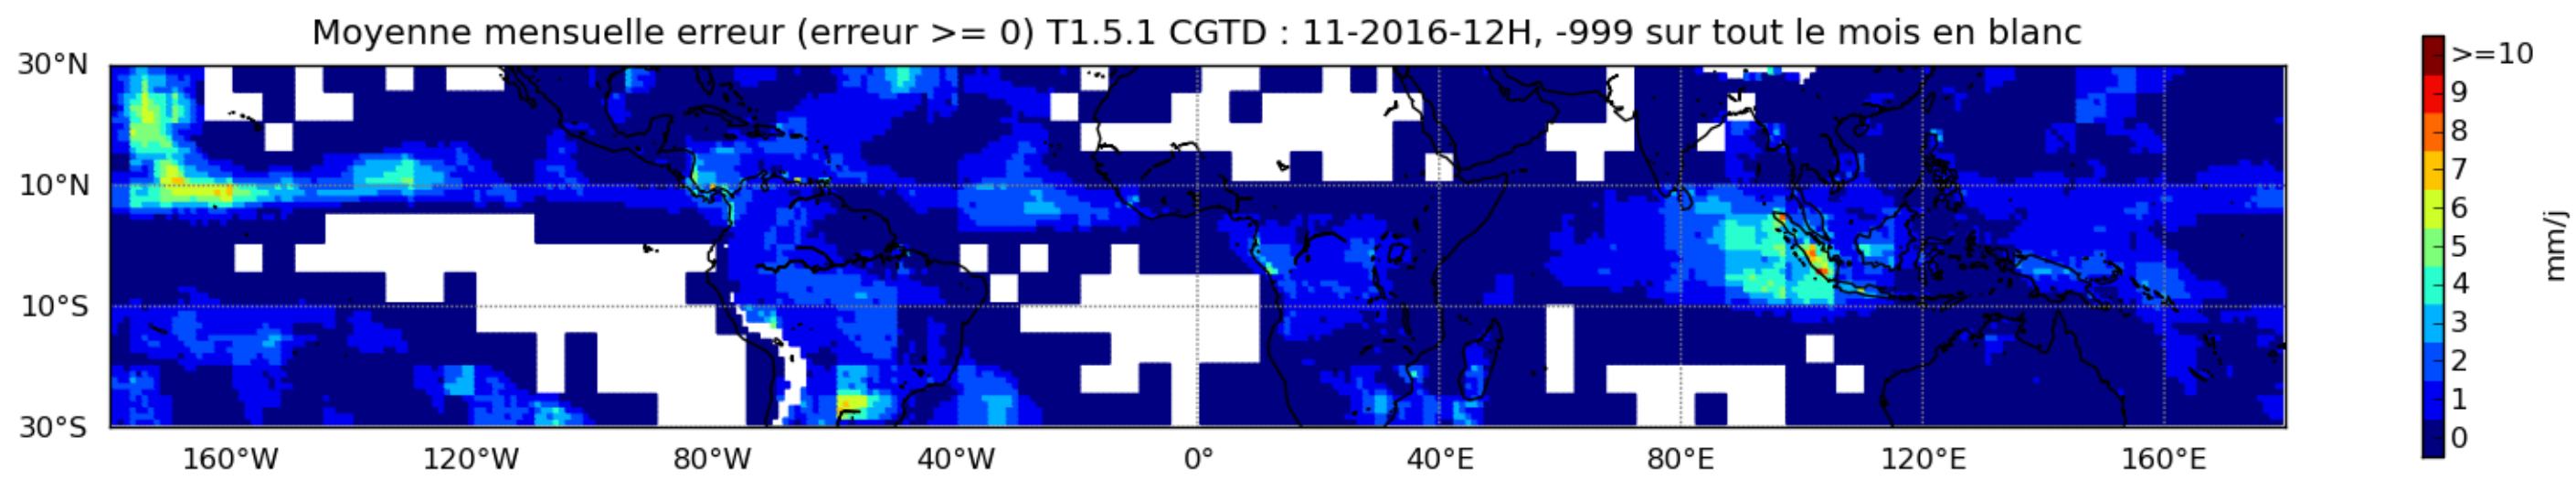 Moyenne mensuelle erreur (erreur >= 0) T1.5.1 CGTD : 11-2016-12H, -999 sur tout le mois en blanc
30°N
10°N
10°S
30°S
160°W 120°W 80°W 40°W 0° 40°E 80°E 120°E 160°E
>=10
9
8
7
6
5
4
3
2
1
0
mm/j